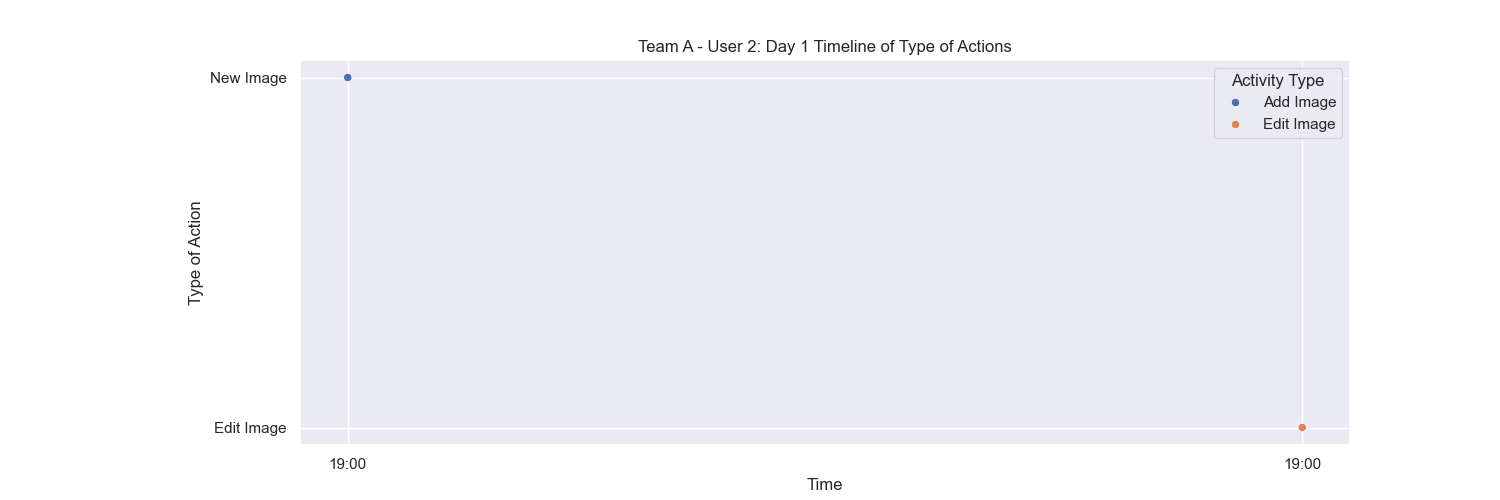 Team A - User 2: Day 1 Timeline of Type of Actions
New Image
Activity Type
Add Image
Edit Image
Type of Action
Edit Image
19:00
19:00
Time